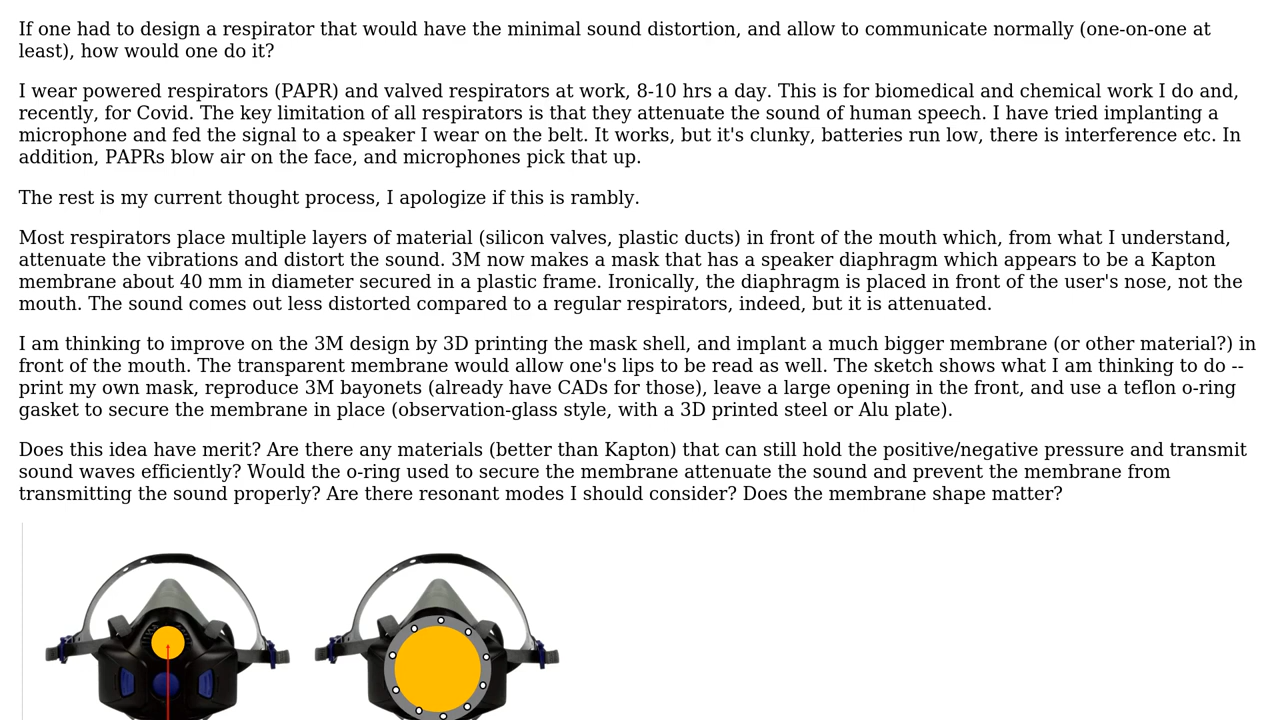 If one had to design a respirator that would have the minimal sound distortion, and allow to communicate normally (one-on-one at
least), how would one do it?
I wear powered respirators (PAPR) and valved respirators at work, 8-10 hrs a day. This is for biomedical and chemical work I do and,
recently, for Covid. The key limitation of all respirators is that they attenuate the sound of human speech. I have tried implanting a
microphone and fed the signal to a speaker I wear on the belt. It works, but it's clunky, batteries run low, there is interference etc. In
addition, PAPRs blow air on the face, and microphones pick that up.
The rest is my current thought process, I apologize if this is rambly.
Most respirators place multiple layers of material (silicon valves, plastic ducts) in front of the mouth which, from what I understand,
attenuate the vibrations and distort the sound. 3M now makes a mask that has a speaker diaphragm which appears to be a Kapton
membrane about 40 mm in diameter secured in a plastic frame. Ironically, the diaphragm is placed in front of the user's nose, not the
mouth. The sound comes out less distorted compared to a regular respirators, indeed, but it is attenuated.
I am thinking to improve on the 3M design by 3D printing the mask shell, and implant a much bigger membrane (or other material?) in
front of the mouth. The transparent membrane would allow one's lips to be read as well. The sketch shows what I am thinking to do --
print my own mask, reproduce 3M bayonets (already have CADs for those), leave a large opening in the front, and use a teflon o-ring
gasket to secure the membrane in place (observation-glass style, with a 3D printed steel or Alu plate).
Does this idea have merit? Are there any materials (better than Kapton) that can still hold the positive/negative pressure and transmit
sound waves efficiently? Would the o-ring used to secure the membrane attenuate the sound and prevent the membrane from
transmitting the sound properly? Are there resonant modes I should consider? Does the membrane shape matter?